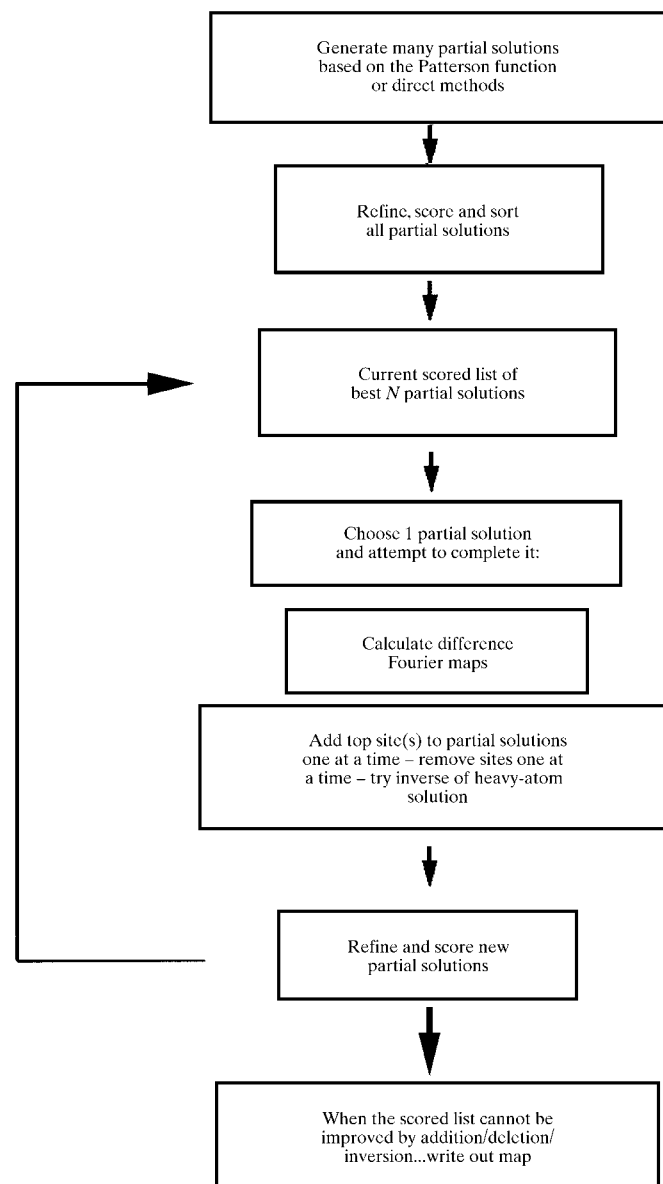 Generate many partial solutions
based on the Patterson function
or direct methods
Refine, score and sort
all partial solutions
Current scored list of
best N partial solutions
Choose 1 partial solution
and attempt to complete it:
Calculate difference
Fourier maps
Add top site(s) to partial solutions
one at a time – remove sites one at
a time – try inverse of heavy-atom
solution
Refine and score new
partial solutions
When the scored list cannot be
improved by addition/deletion/
inversion...write out map